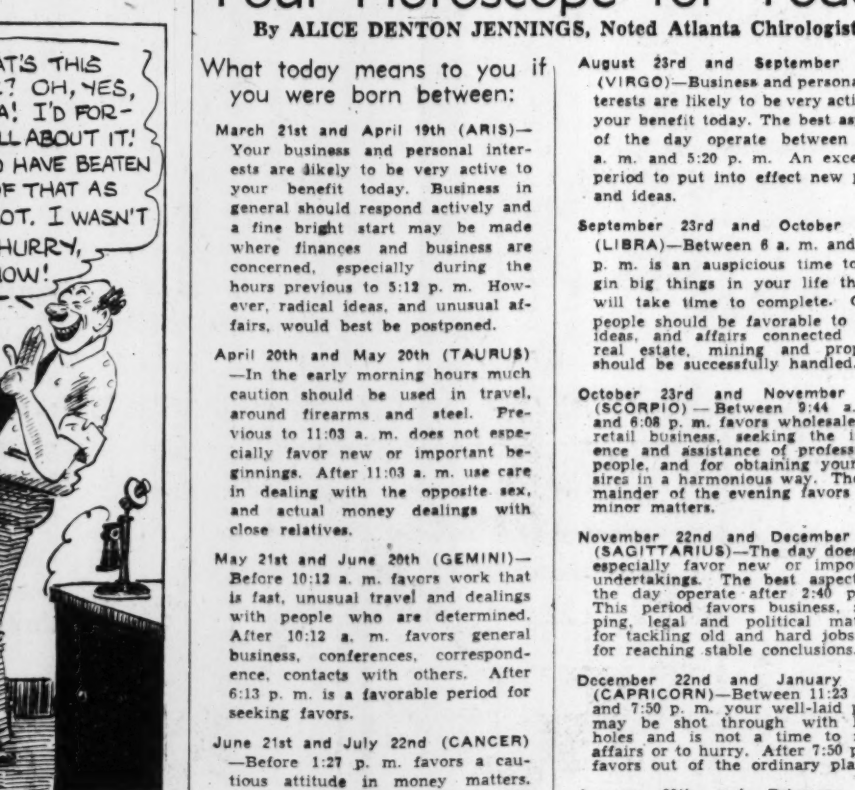 Your Horoscope for Today
By ALICE DENTON JENNINGS, Noted Atlanta Chirologist
AT'S THIS
? OH, YES,
A! I'D FOR-
LL ABOUT IT!
HAVE BEATEN
OF THAT AS
OT. I WASN'T
HURRY,
NOW!
What today means to you if
you were born between:
March 21st and April 19th (ARIS)—
Your business and personal inter-
ests are likely to be very active to
your benefit today. Business in
general should respond actively and
a fine bright start may be made
where finances and business are
concerned, especially during the
hours previous to 5:12 p. m. How-
ever, radical ideas, and unusual af-
fairs, would best be postponed.
April 20th and May 20th (TAURUS)
—In the early morning hours much
caution should be used in travel,
around firearms and steel. Pre-
vious to 11:03 a. m. does not espe-
cially favor new or important be-
ginnings. After 11:03 a. m. use care
in dealing with the opposite sex,
and actual money dealings with
close relatives.
May 21st and June 20th (GEMINI)—
Before 10:12 a. m. favors work that
is fast, unusual travel and dealings
with people who are determined.
After 10:12 a. m. favors general
business, conferences, correspond-
ence, contacts with others. After
6:13 p. m. is a favorable period for
seeking favors.
June 21st and July 22nd (CANCER)
—Before 1:27 p. m. favors a cau-
tious attitude in money matters.
August 23rd and September
(VIRGO)—Business and persona
terests are likely to be very acti
your benefit today. The best as
of the day operate between
a. m. and 5:20 p. m. An exce
period to put into effect new
and ideas.
September 23rd and October
(LIBRA)—Between 6 a. m. and
p. m. is an auspicious time to
gin big things in your life th
will take time to complete.
people should be favorable to
ideas, and affairs connected
real estate, mining and prop
should be successfully handled.
October 23rd and November
(SCORPIO) — Between 9:44 a.
and 6:08 p. m. favors wholesale
retail business, seeking the i
ence and assistance of profess
people, and for obtaining your
sires in a harmonious way. The
mainder of the evening favors
minor matters.
November 22nd and December
(SAGITTARIUS)—The day does
especially favor new or impo
undertakings. The best aspect
the day operate after 2:40 p
This period favors business,
ping, legal and political mat
for tackling old and hard jobs
for reaching stable conclusions.
December 22nd and January
(CAPRICORN)—Between 11:23
and 7:50 p. m. your well-laid
may be shot through with
holes and is not a time to
affairs or to hurry. After 7:50 p
favors out of the ordinary pla